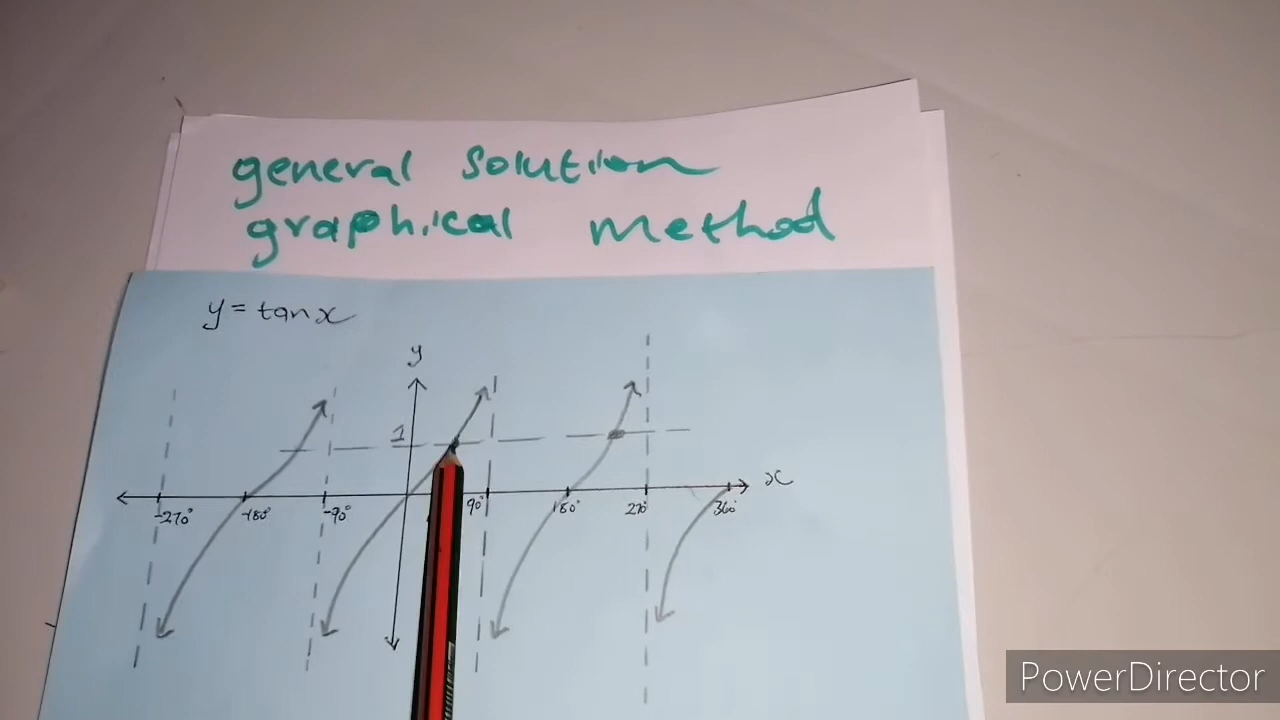 general solution
graphical method
y = tan x
y
1
x
-270° -180° -90° 90° 180° 270° 360°
PowerDirector